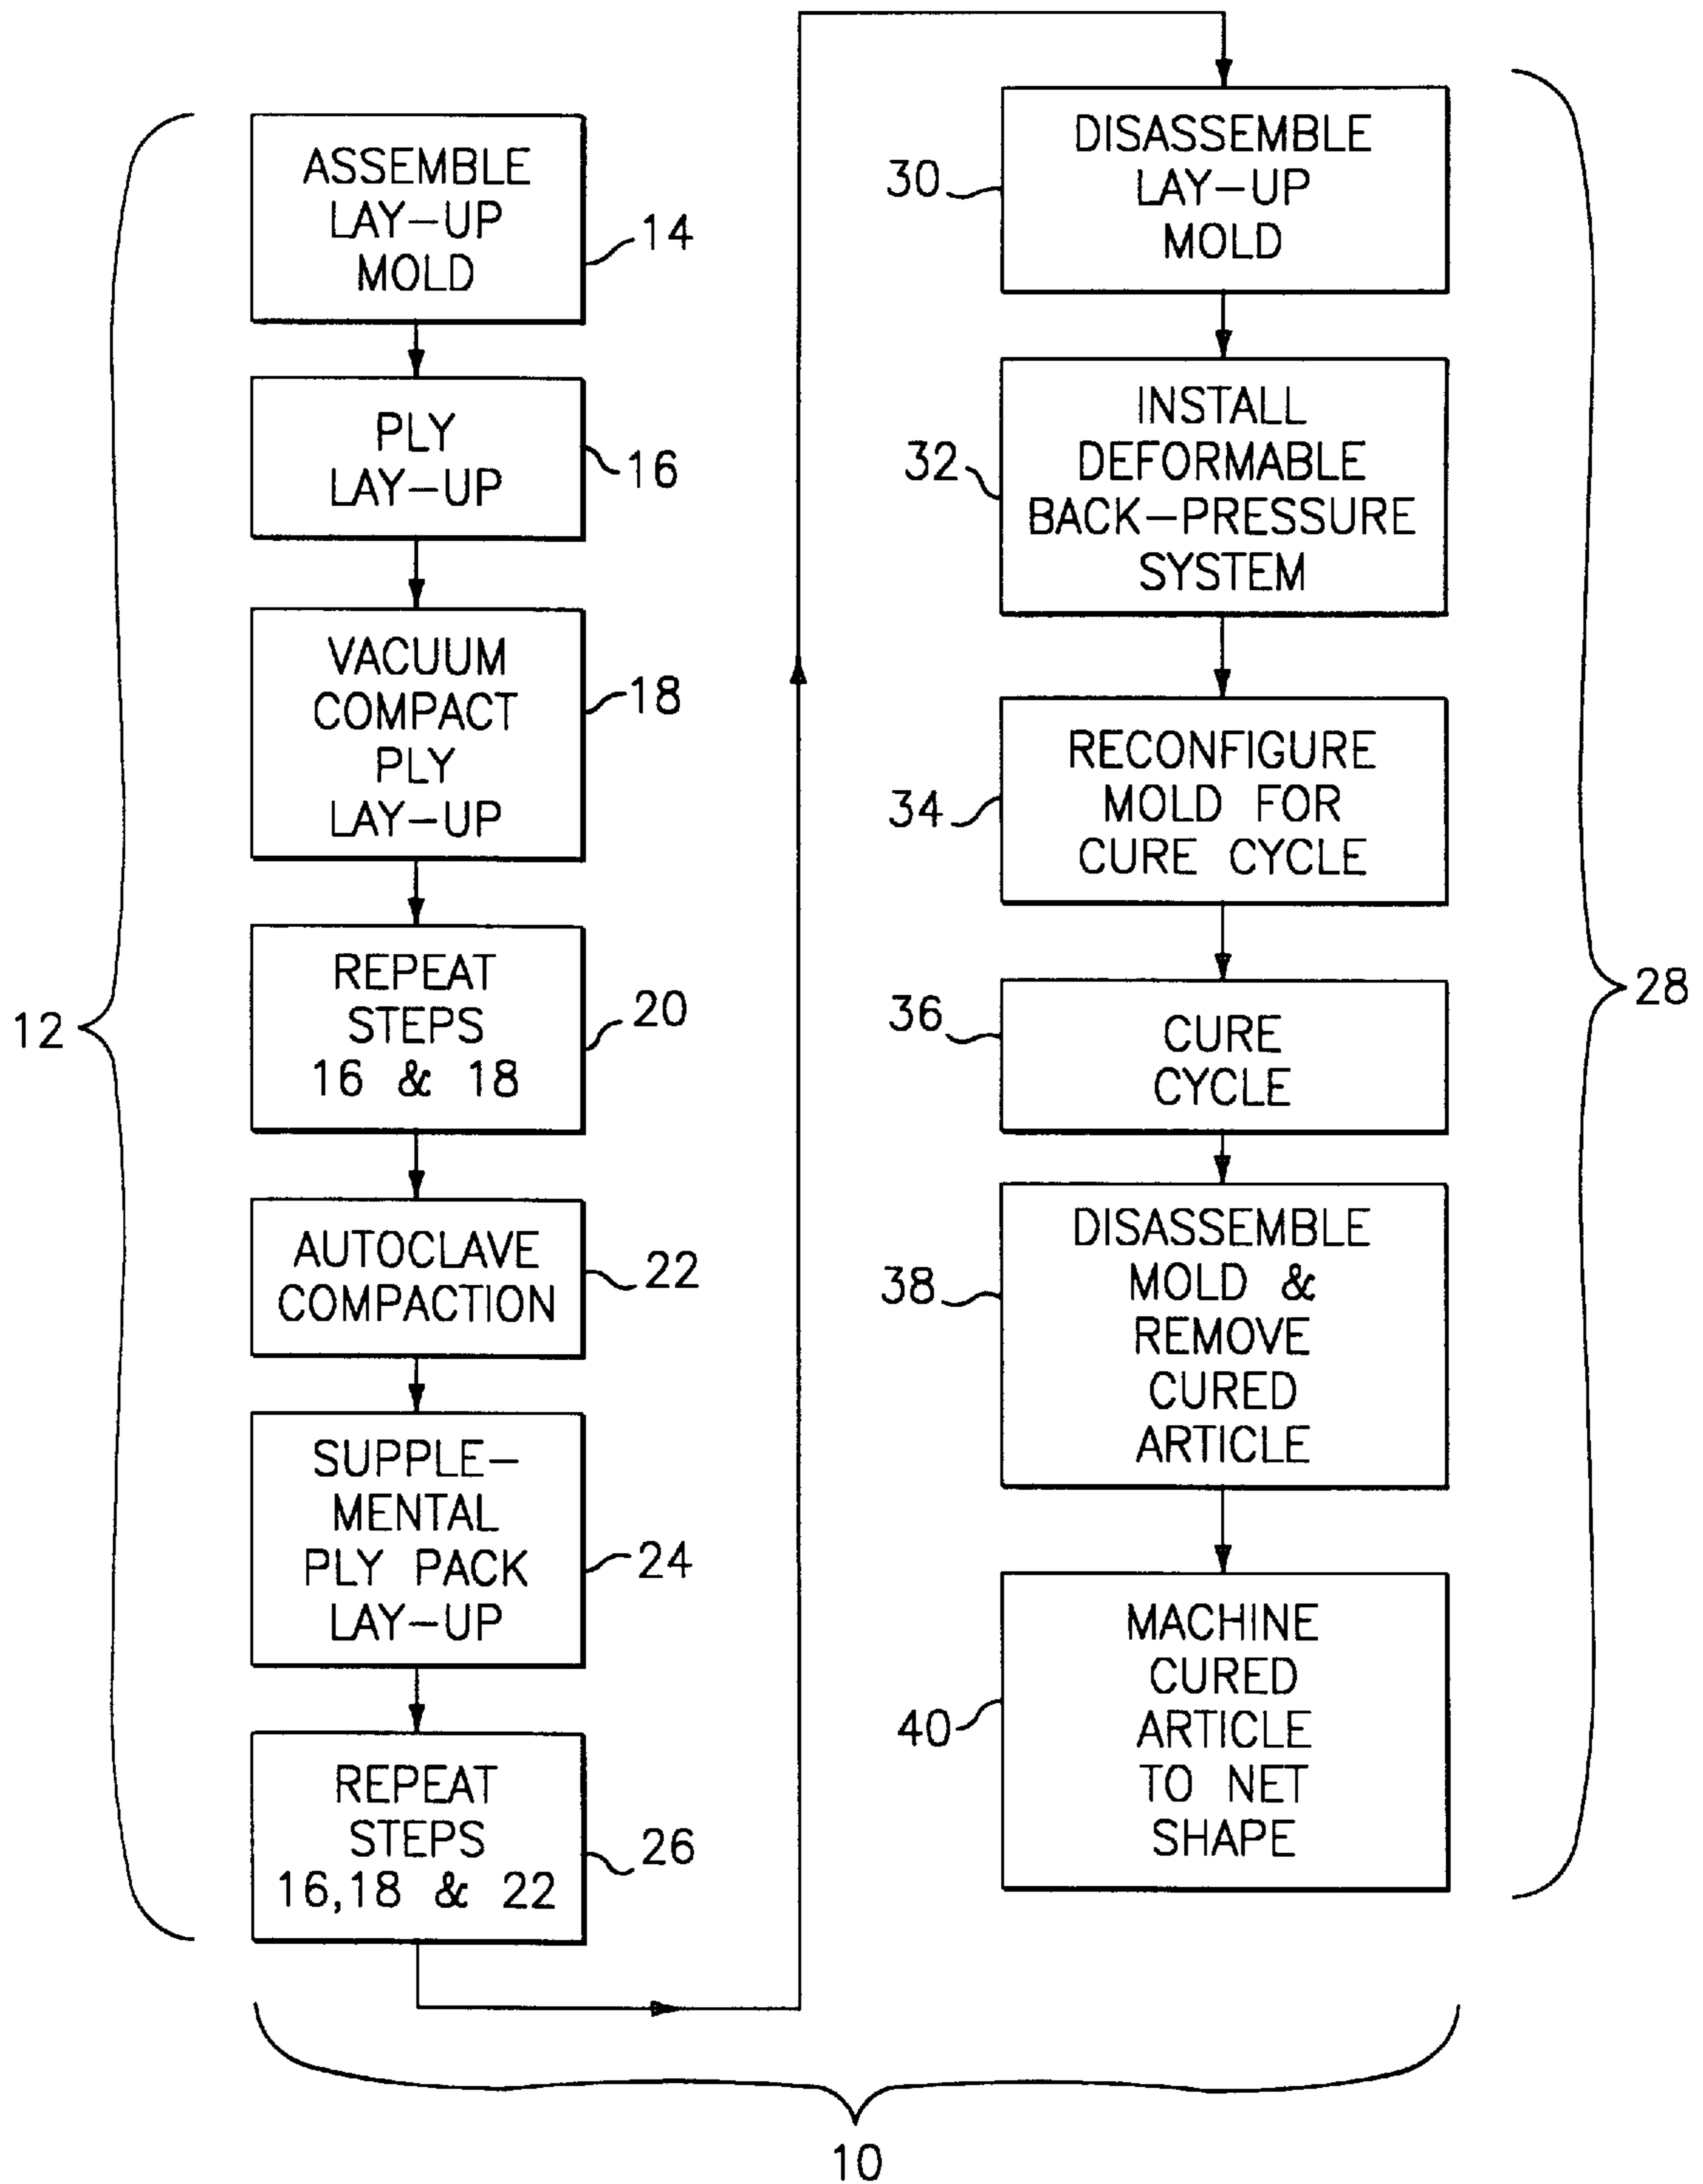 ASSEMBLE
LAY-UP
MOLD
14
PLY
LAY-UP
16
VACUUM
COMPACT
PLY
LAY-UP
18
REPEAT
STEPS
16 & 18
20
AUTOCLAVE
COMPACTION
22
SUPPLE-
MENTAL
PLY PACK
LAY-UP
24
REPEAT
STEPS
16,18 & 22
26
12
DISASSEMBLE
LAY-UP
MOLD
30
INSTALL
DEFORMABLE
BACK-PRESSURE
SYSTEM
32
RECONFIGURE
MOLD FOR
CURE CYCLE
34
CURE
CYCLE
36
DISASSEMBLE
MOLD &
REMOVE
CURED
ARTICLE
38
MACHINE
CURED
ARTICLE
TO NET
SHAPE
40
28
10